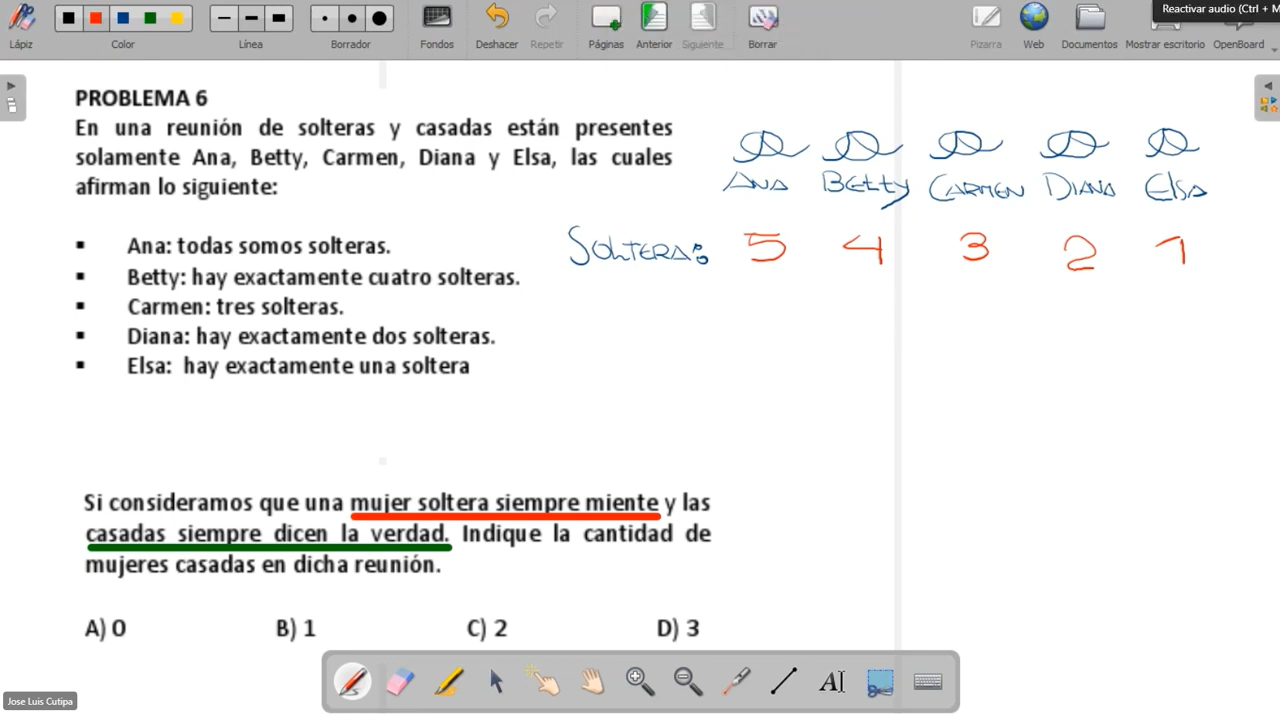 Reactivar audio (Ctrl + M
Lápiz
Color
Línea
Borrador
Fondos
Deshacer
Repetir
Páginas
Anterior
Siguiente
Borrar
Pizarra
Web
Documentos
Mostrar escritorio
OpenBoard
PROBLEMA 6
En una reunión de solteras y casadas están presentes
solamente Ana, Betty, Carmen, Diana y Elsa, las cuales
afirman lo siguiente:
▪ Ana: todas somos solteras.
▪ Betty: hay exactamente cuatro solteras.
▪ Carmen: tres solteras.
▪ Diana: hay exactamente dos solteras.
▪ Elsa: hay exactamente una soltera
ANA BETTY CARMEN DIANA ELSA
SOLTERAS: 5 4 3 2 1
Si consideramos que una mujer soltera siempre miente y las
casadas siempre dicen la verdad. Indique la cantidad de
mujeres casadas en dicha reunión.
A) 0 B) 1 C) 2 D) 3
AI
Jose Luis Cutipa